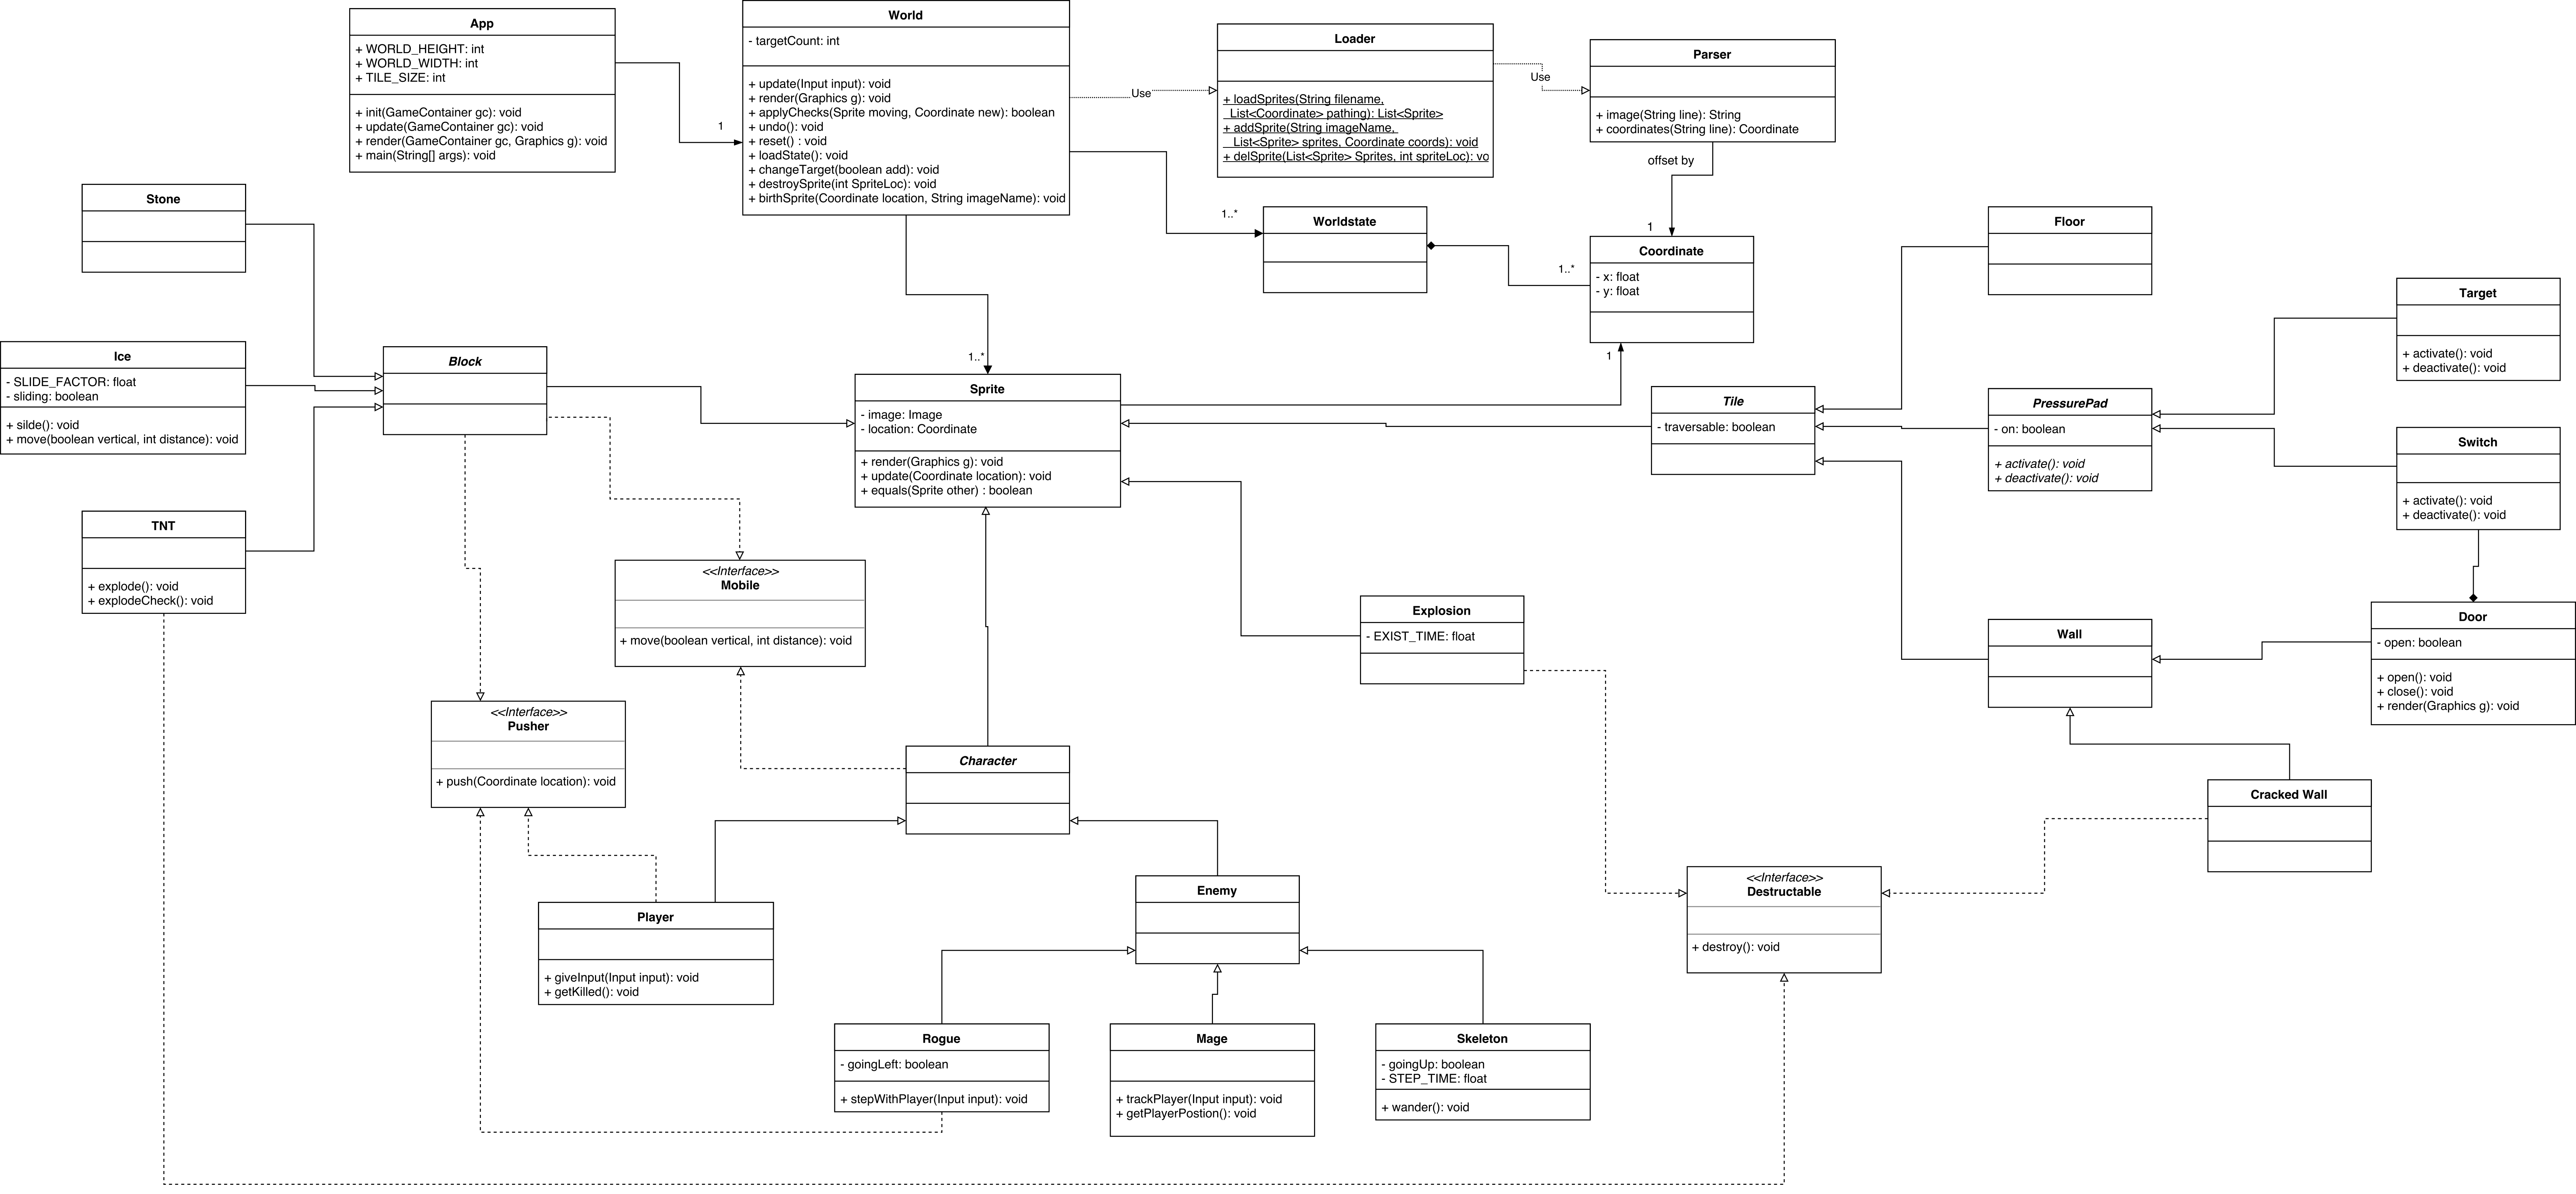 App
+ WORLD_HEIGHT: int
+ WORLD_WIDTH: int
+ TILE_SIZE: int
+ init(GameContainer gc): void
+ update(GameContainer gc): void
+ render(GameContainer gc, Graphics g): void
+ main(String[] args): void
1
World
- targetCount: int
+ update(Input input): void
+ render(Graphics g): void
+ applyChecks(Sprite moving, Coordinate new): boolean
+ undo(): void
+ reset() : void
+ loadState(): void
+ changeTarget(boolean add): void
+ destroySprite(int SpriteLoc): void
+ birthSprite(Coordinate location, String imageName): void
Use
Loader
+ loadSprites(String filename,
List<Coordinate> pathing): List<Sprite>
+ addSprite(String imageName,
List<Sprite> sprites, Coordinate coords): void
+ delSprite(List<Sprite> Sprites, int spriteLoc): vo
Use
Parser
+ image(String line): String
+ coordinates(String line): Coordinate
offset by
1
1..*
Worldstate
1..*
Coordinate
- x: float
- y: float
1
Floor
Target
+ activate(): void
+ deactivate(): void
Stone
Ice
- SLIDE_FACTOR: float
- sliding: boolean
+ silde(): void
+ move(boolean vertical, int distance): void
Block
1..*
Sprite
- image: Image
- location: Coordinate
+ render(Graphics g): void
+ update(Coordinate location): void
+ equals(Sprite other) : boolean
Tile
- traversable: boolean
PressurePad
- on: boolean
+ activate(): void
+ deactivate(): void
Switch
+ activate(): void
+ deactivate(): void
TNT
+ explode(): void
+ explodeCheck(): void
<<Interface>>
Mobile
+ move(boolean vertical, int distance): void
Explosion
- EXIST_TIME: float
Wall
Door
- open: boolean
+ open(): void
+ close(): void
+ render(Graphics g): void
<<Interface>>
Pusher
+ push(Coordinate location): void
Character
Cracked Wall
Player
+ giveInput(Input input): void
+ getKilled(): void
Enemy
<<Interface>>
Destructable
+ destroy(): void
Rogue
- goingLeft: boolean
+ stepWithPlayer(Input input): void
Mage
+ trackPlayer(Input input): void
+ getPlayerPostion(): void
Skeleton
- goingUp: boolean
- STEP_TIME: float
+ wander(): void